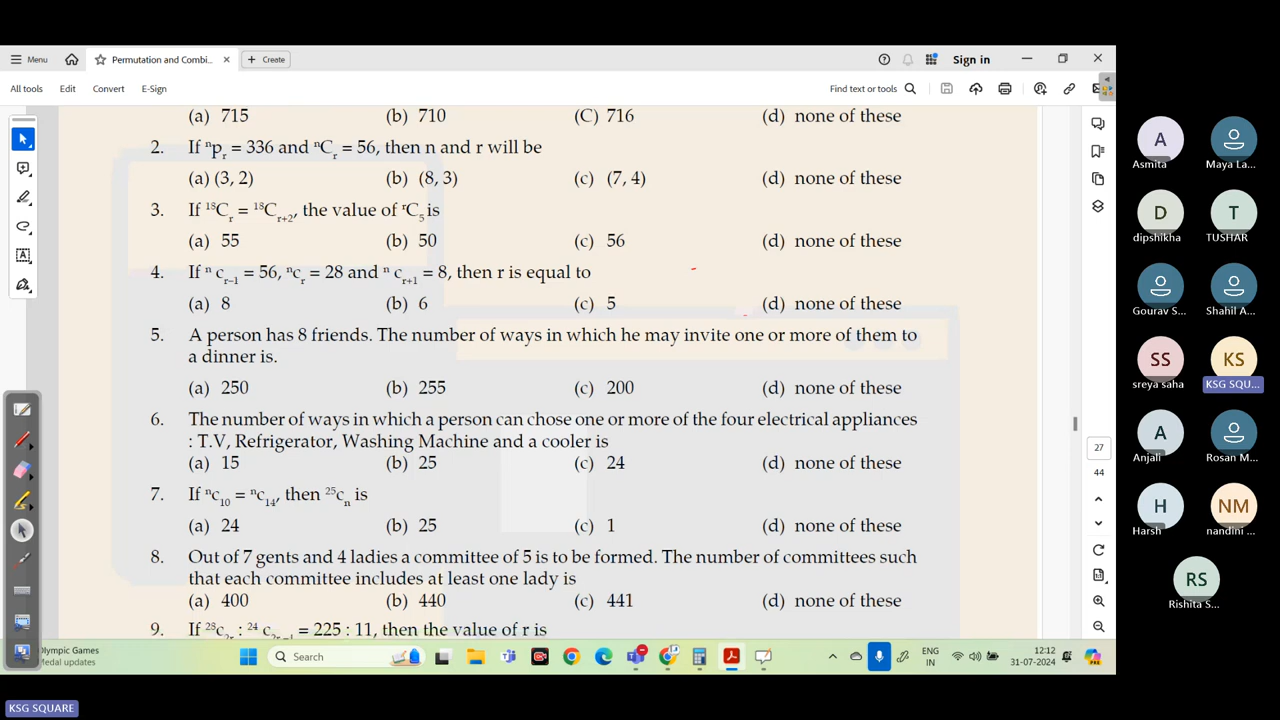 Menu
Permutation and Combi...
Create
Sign in
All tools
Edit
Convert
E-Sign
Find text or tools
(a) 715 (b) 710 (C) 716 (d) none of these
2. If ⁿpᵣ = 336 and ⁿCᵣ = 56, then n and r will be
(a) (3, 2) (b) (8, 3) (c) (7, 4) (d) none of these
3. If ¹⁸Cᵣ = ¹⁸Cᵣ₊₂, the value of ʳC₅ is
(a) 55 (b) 50 (c) 56 (d) none of these
4. If ⁿ cᵣ₋₁ = 56, ⁿcᵣ = 28 and ⁿ cᵣ₊₁ = 8, then r is equal to
(a) 8 (b) 6 (c) 5 (d) none of these
5. A person has 8 friends. The number of ways in which he may invite one or more of them to
a dinner is.
(a) 250 (b) 255 (c) 200 (d) none of these
6. The number of ways in which a person can chose one or more of the four electrical appliances
: T.V, Refrigerator, Washing Machine and a cooler is
(a) 15 (b) 25 (c) 24 (d) none of these
7. If ⁿc₁₀ = ⁿc₁₄, then ²⁵cₙ is
(a) 24 (b) 25 (c) 1 (d) none of these
8. Out of 7 gents and 4 ladies a committee of 5 is to be formed. The number of committees such
that each committee includes at least one lady is
(a) 400 (b) 440 (c) 441 (d) none of these
9. If ²⁸c₂ᵣ : ²⁴ c₂ᵣ₋₄ = 225 : 11, then the value of r is
27
44
A
Asmita
Maya La...
D
dipshikha
T
TUSHAR
Gourav S...
Shahil A...
SS
sreya saha
KS
KSG SQU...
A
Anjali
Rosan M...
H
Harsh
NM
nandini ...
RS
Rishita S...
Olympic Games
Medal updates
Search
ENG
IN
12:12
31-07-2024
KSG SQUARE